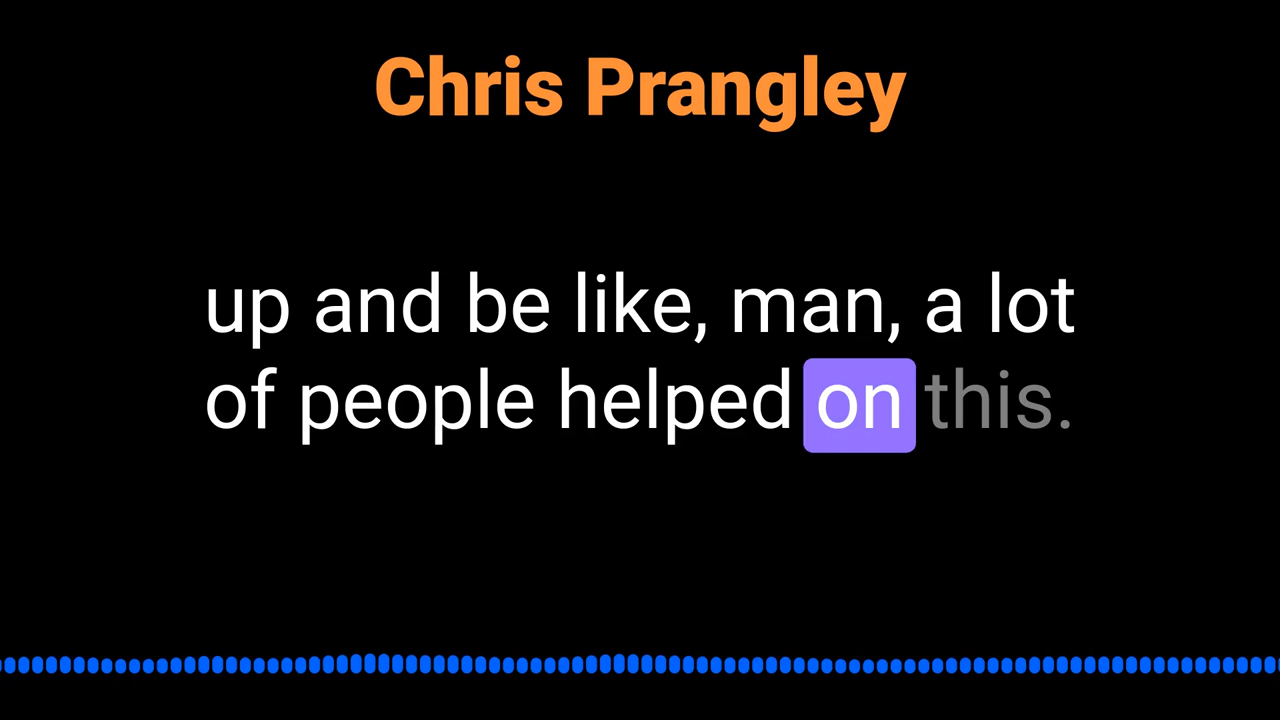 Chris Prangley
up and be like, man, a lot
of people helped on this.